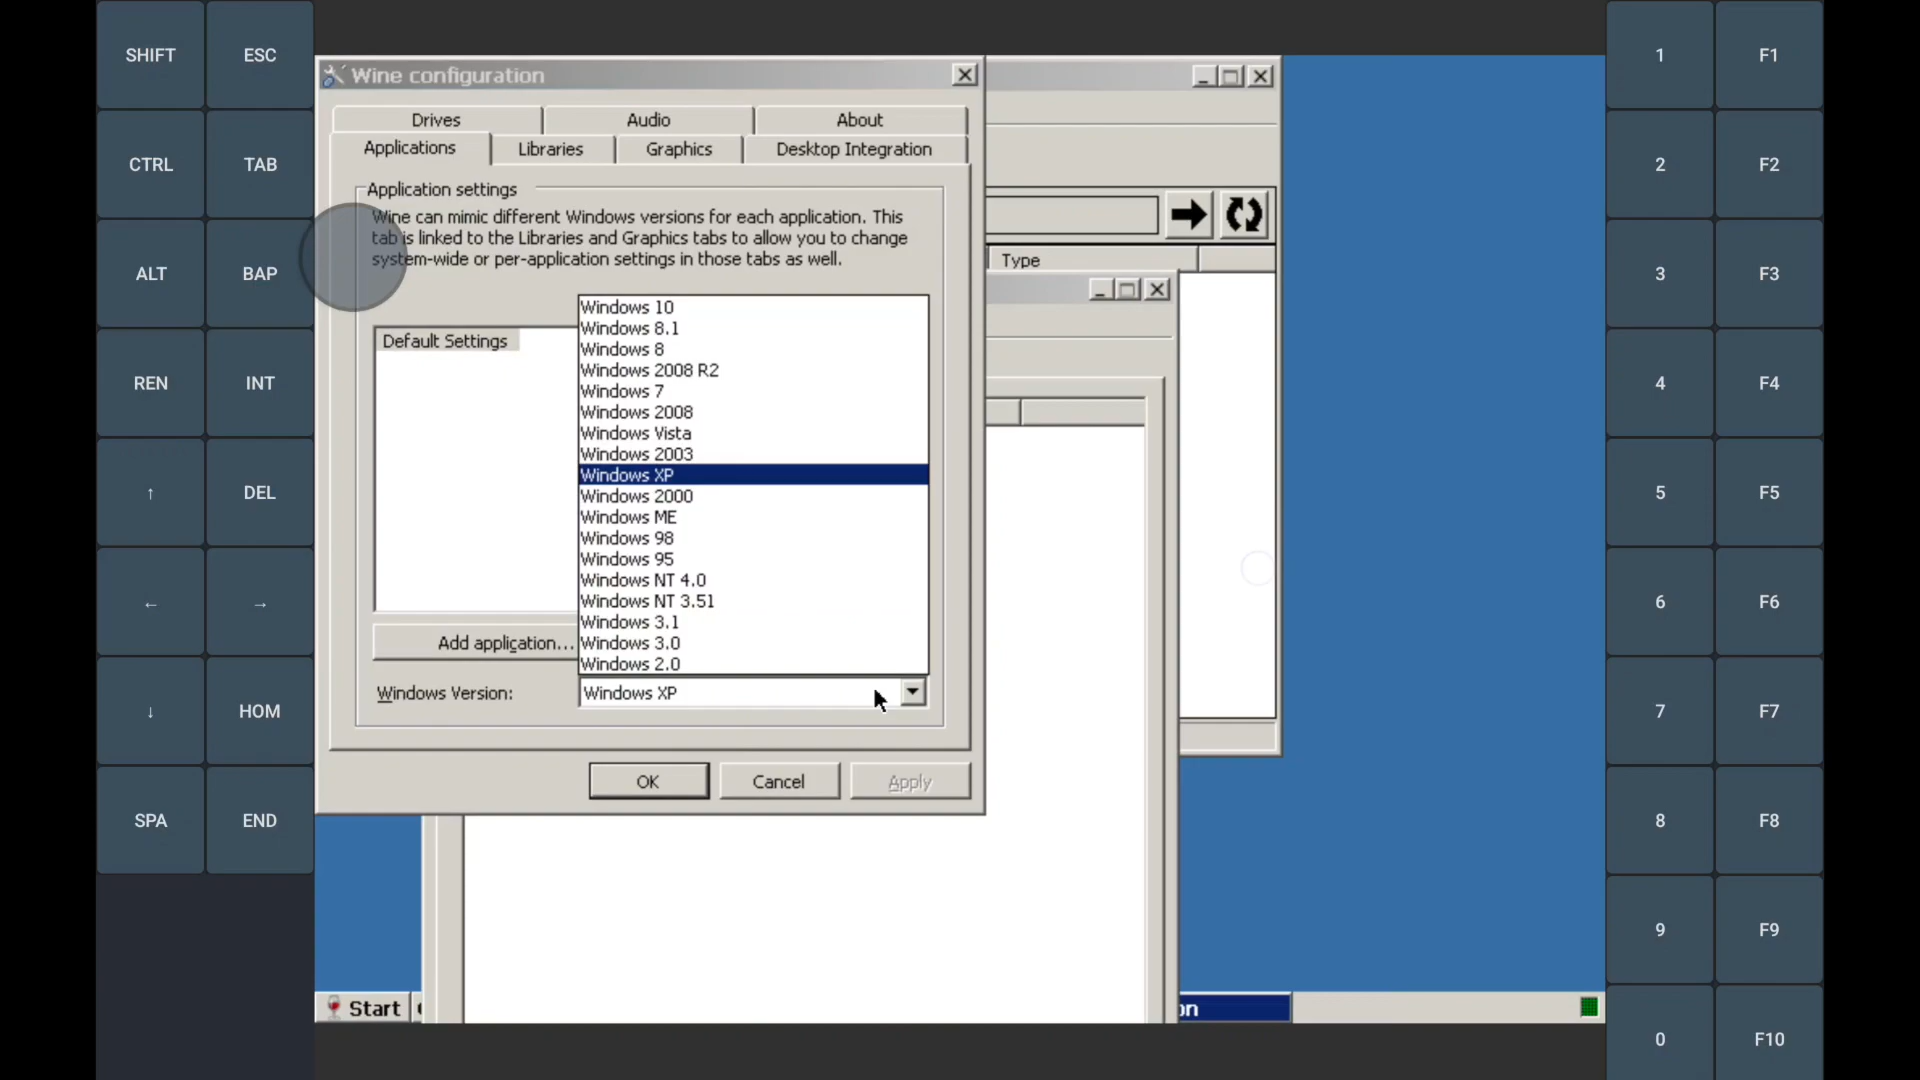 SHIFT
ESC
CTRL
TAB
ALT
BAP
REN
INT
↑
DEL
←
→
↓
HOM
SPA
END
Wine configuration
Drives
Audio
About
Applications
Libraries
Graphics
Desktop Integration
Application settings
Wine can mimic different Windows versions for each application. This
tab is linked to the Libraries and Graphics tabs to allow you to change
system-wide or per-application settings in those tabs as well.
Default Settings
Windows 10
Windows 8.1
Windows 8
Windows 2008 R2
Windows 7
Windows 2008
Windows Vista
Windows 2003
Windows XP
Windows 2000
Windows ME
Windows 98
Windows 95
Windows NT 4.0
Windows NT 3.51
Windows 3.1
Windows 3.0
Windows 2.0
Add application...
Windows Version:
Windows XP
OK
Cancel
Apply
Type
Start
on
1
F1
2
F2
3
F3
4
F4
5
F5
6
F6
7
F7
8
F8
9
F9
0
F10